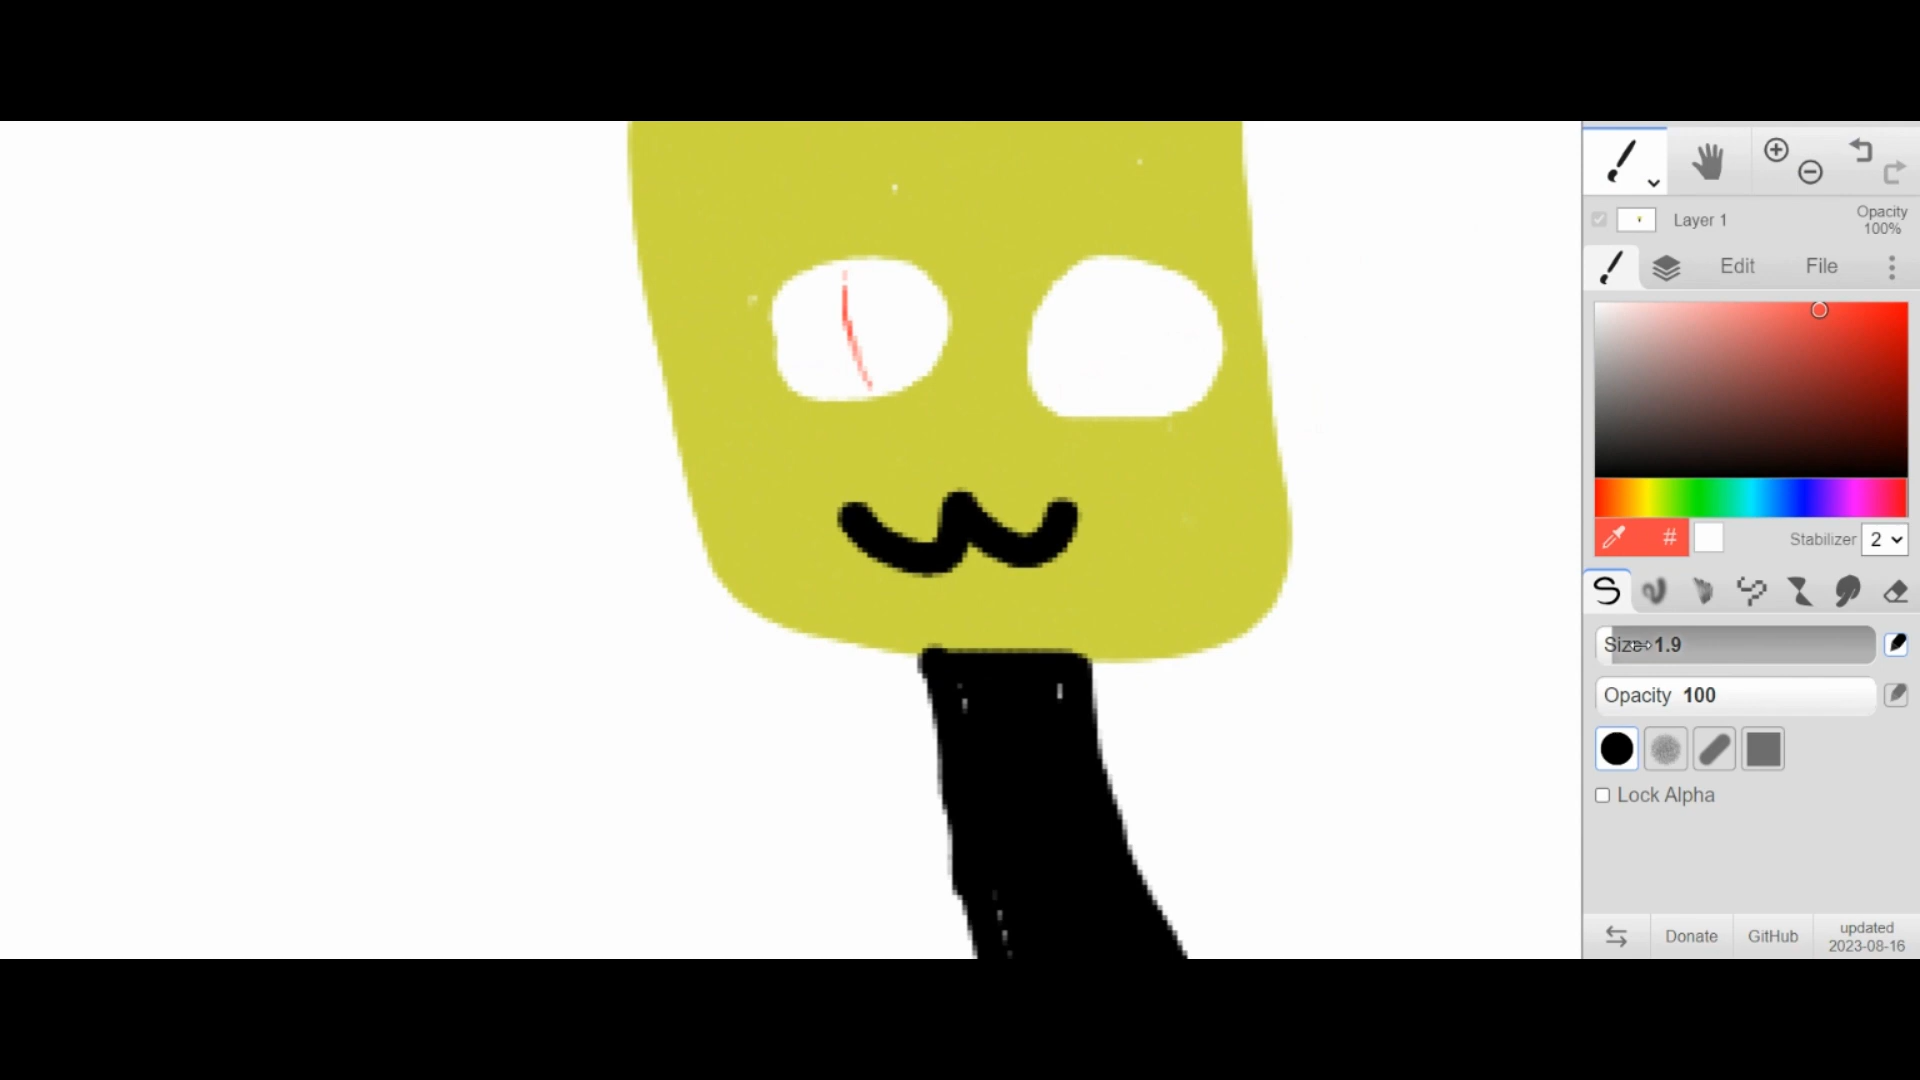 Layer 1
Opacity
100%
Edit
File
#
Stabilizer
2
Size 1.9
Opacity 100
Lock Alpha
Donate
GitHub
updated
2023-08-16